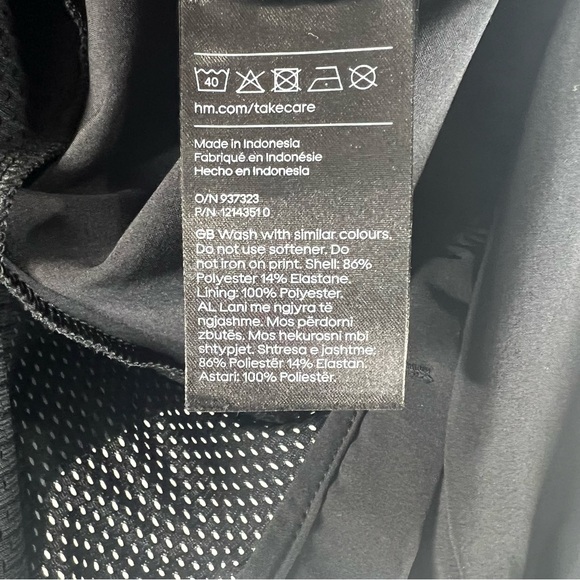 40
hm.com/takecare
Made in Indonesia
Fabriqué en Indonésie
Hecho en Indonesia
O/N 937323
P/N 1214351 0
GB Wash with similar colours.
Do not use softener. Do
not iron on print. Shell: 86%
Polyester 14% Elastane.
Lining: 100% Polyester.
AL Lani me ngjyra të
ngjashme. Mos përdorni
zbutës. Mos hekurosni mbi
shtypjet. Shtresa e jashtme:
86% Poliestër 14% Elastan.
Astari: 100% Poliestër.